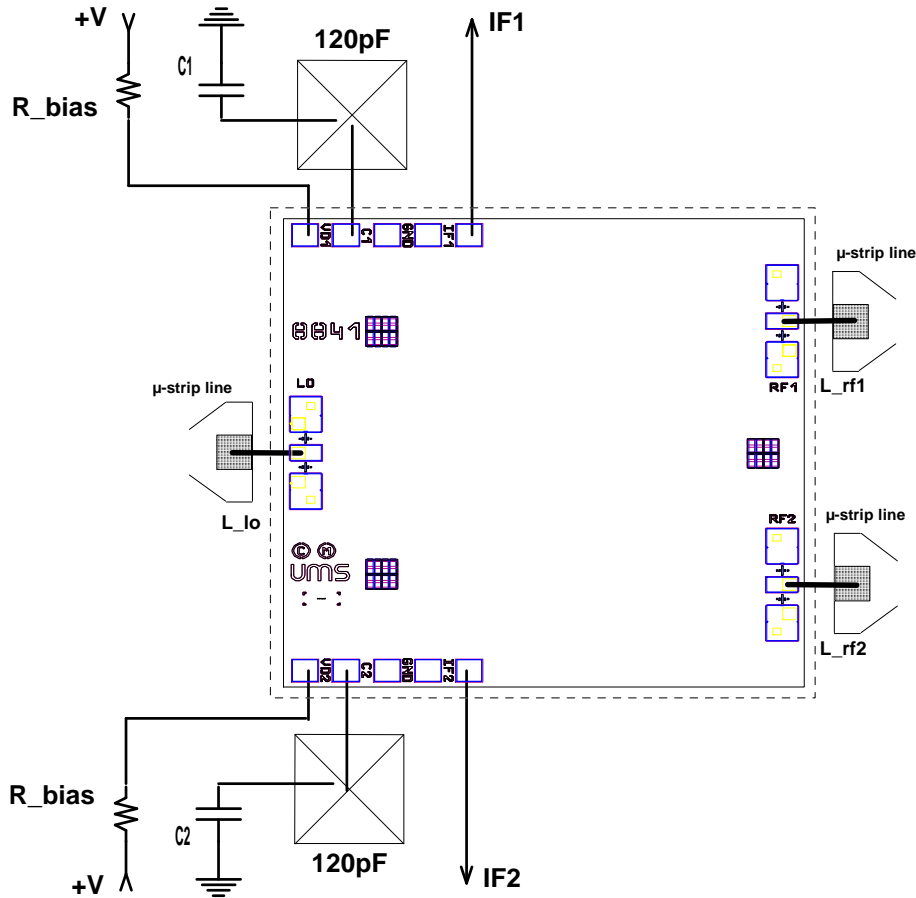 +V
IF1
120pF
C1
R_bias
VD1
C1
GND
IF1
µ-strip line
8841
RF1
L_rf1
LO
µ-strip line
L_lo
RF2
µ-strip line
© M
UMS
L_rf2
VD2
C2
GND
IF2
R_bias
C2
120pF
+V
IF2